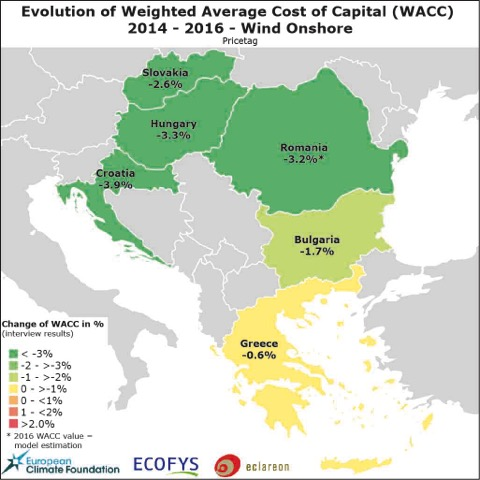 Evolution of Weighted Average Cost of Capital (WACC)
2014 - 2016 - Wind Onshore
Pricetag
Slovakia
-2.6%
Hungary
-3.3%
Romania
-3.2%*
Croatia
-3.9%
Bulgaria
-1.7%
Greece
-0.6%
Change of WACC in %
(interview results)
< -3%
-2 - >-3%
-1 - >-2%
0 - >-1%
0 - <1%
1 - <2%
>2.0%
* 2016 WACC value =
model estimation
European
Climate Foundation
ECOFYS
eclareon